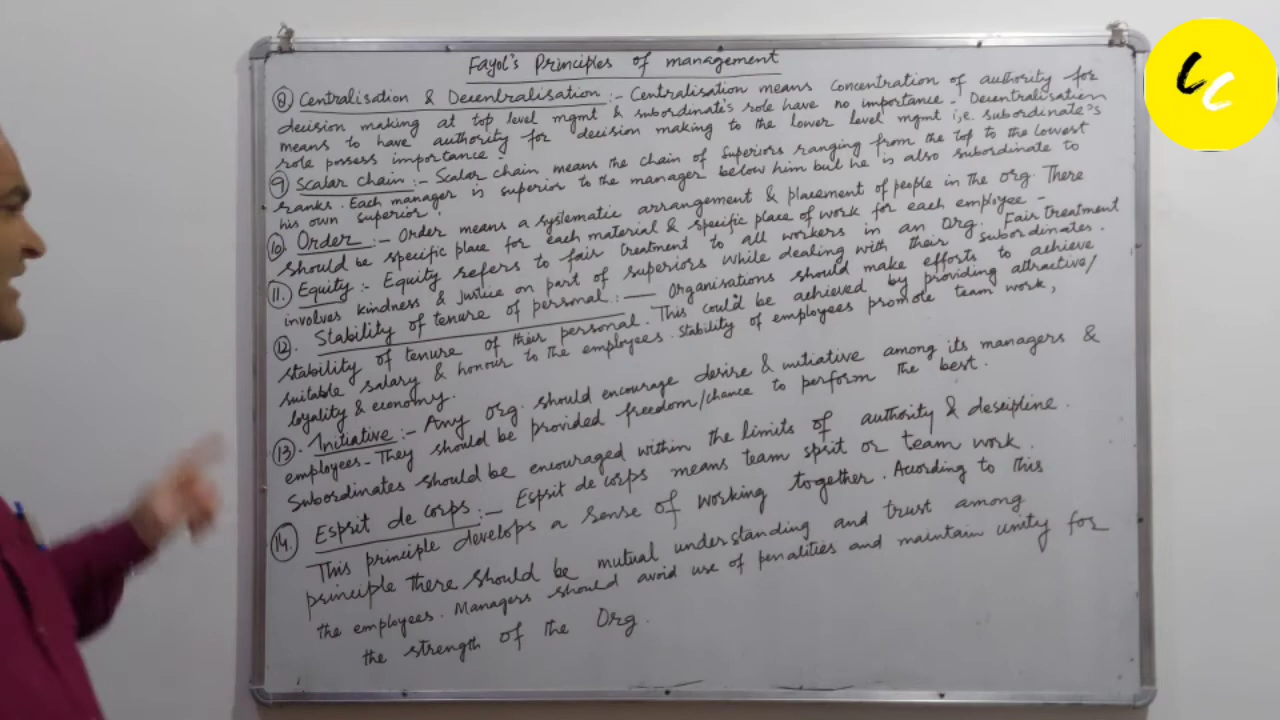 Fayol's Principles of management
⑧ Centralisation & Decentralisation :- Centralisation means Concentration of authority for
decision making at top level mgmt & subordinate's role have no importance - Decentralisation
means to have authority for decision making to the lower level mgmt i,e. subordinate's
role possess importance.
⑨ Scalar chain :- Scalar chain means the chain of Superiors ranging from the top to the lowest
ranks. Each manager is superior to the manager below him but he is also subordinate to
his own superior.
⑩ Order :- Order means a systematic arrangement & placement of people in the org. There
should be specific place for each material & specific place of work for each employee -
⑪. Equity :- Equity refers to fair treatment to all workers in an Org. Fair treatment
involves kindness & justice on part of superiors while dealing with their subordinates.
⑫. Stability of tenure of personal :- Organisations should make efforts to achieve
stability of tenure of their personal. This could be achieved by providing attractive/
suitable salary & honour to the employees. Stability of employees promote team work,
loyality & economy.
⑬. Initiative :- Any Org. should encourage desire & initiative among its managers &
employees - They should be provided freedom/chance to perform the best.
Subordinates should be encouraged within the limits of authority & descipline.
⑭. Esprit de corps :- Esprit de corps means team sprit or team work.
This principle develops a sense of working together. Acording to this
principle there should be mutual understanding and trust among
the employees. Managers should avoid use of penalities and maintain unity for
the strength of the Org.
CC